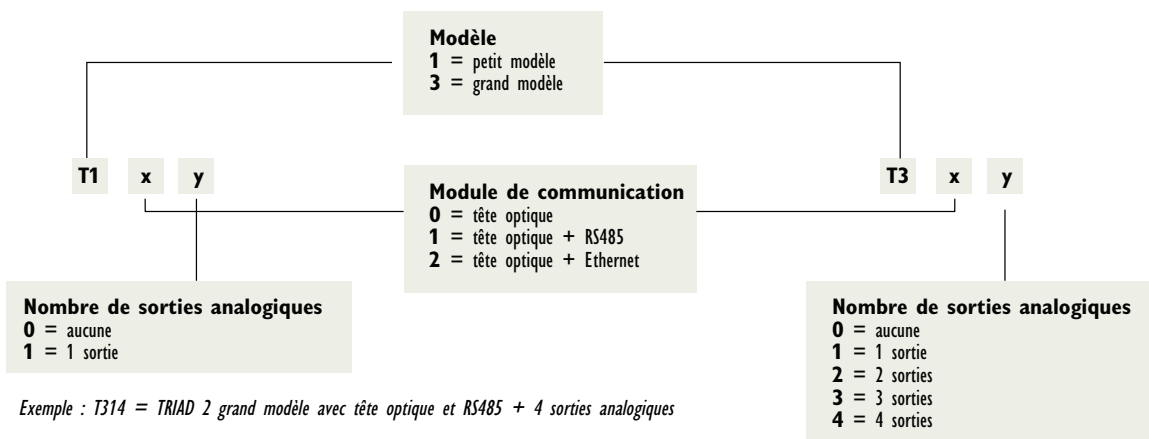 Modèle
1 = petit modèle
3 = grand modèle
T1 x y
T3 x y
Module de communication
0 = tête optique
1 = tête optique + RS485
2 = tête optique + Ethernet
Nombre de sorties analogiques
0 = aucune
1 = 1 sortie
Nombre de sorties analogiques
0 = aucune
1 = 1 sortie
2 = 2 sorties
3 = 3 sorties
4 = 4 sorties
Exemple : T314 = TRIAD 2 grand modèle avec tête optique et RS485 + 4 sorties analogiques